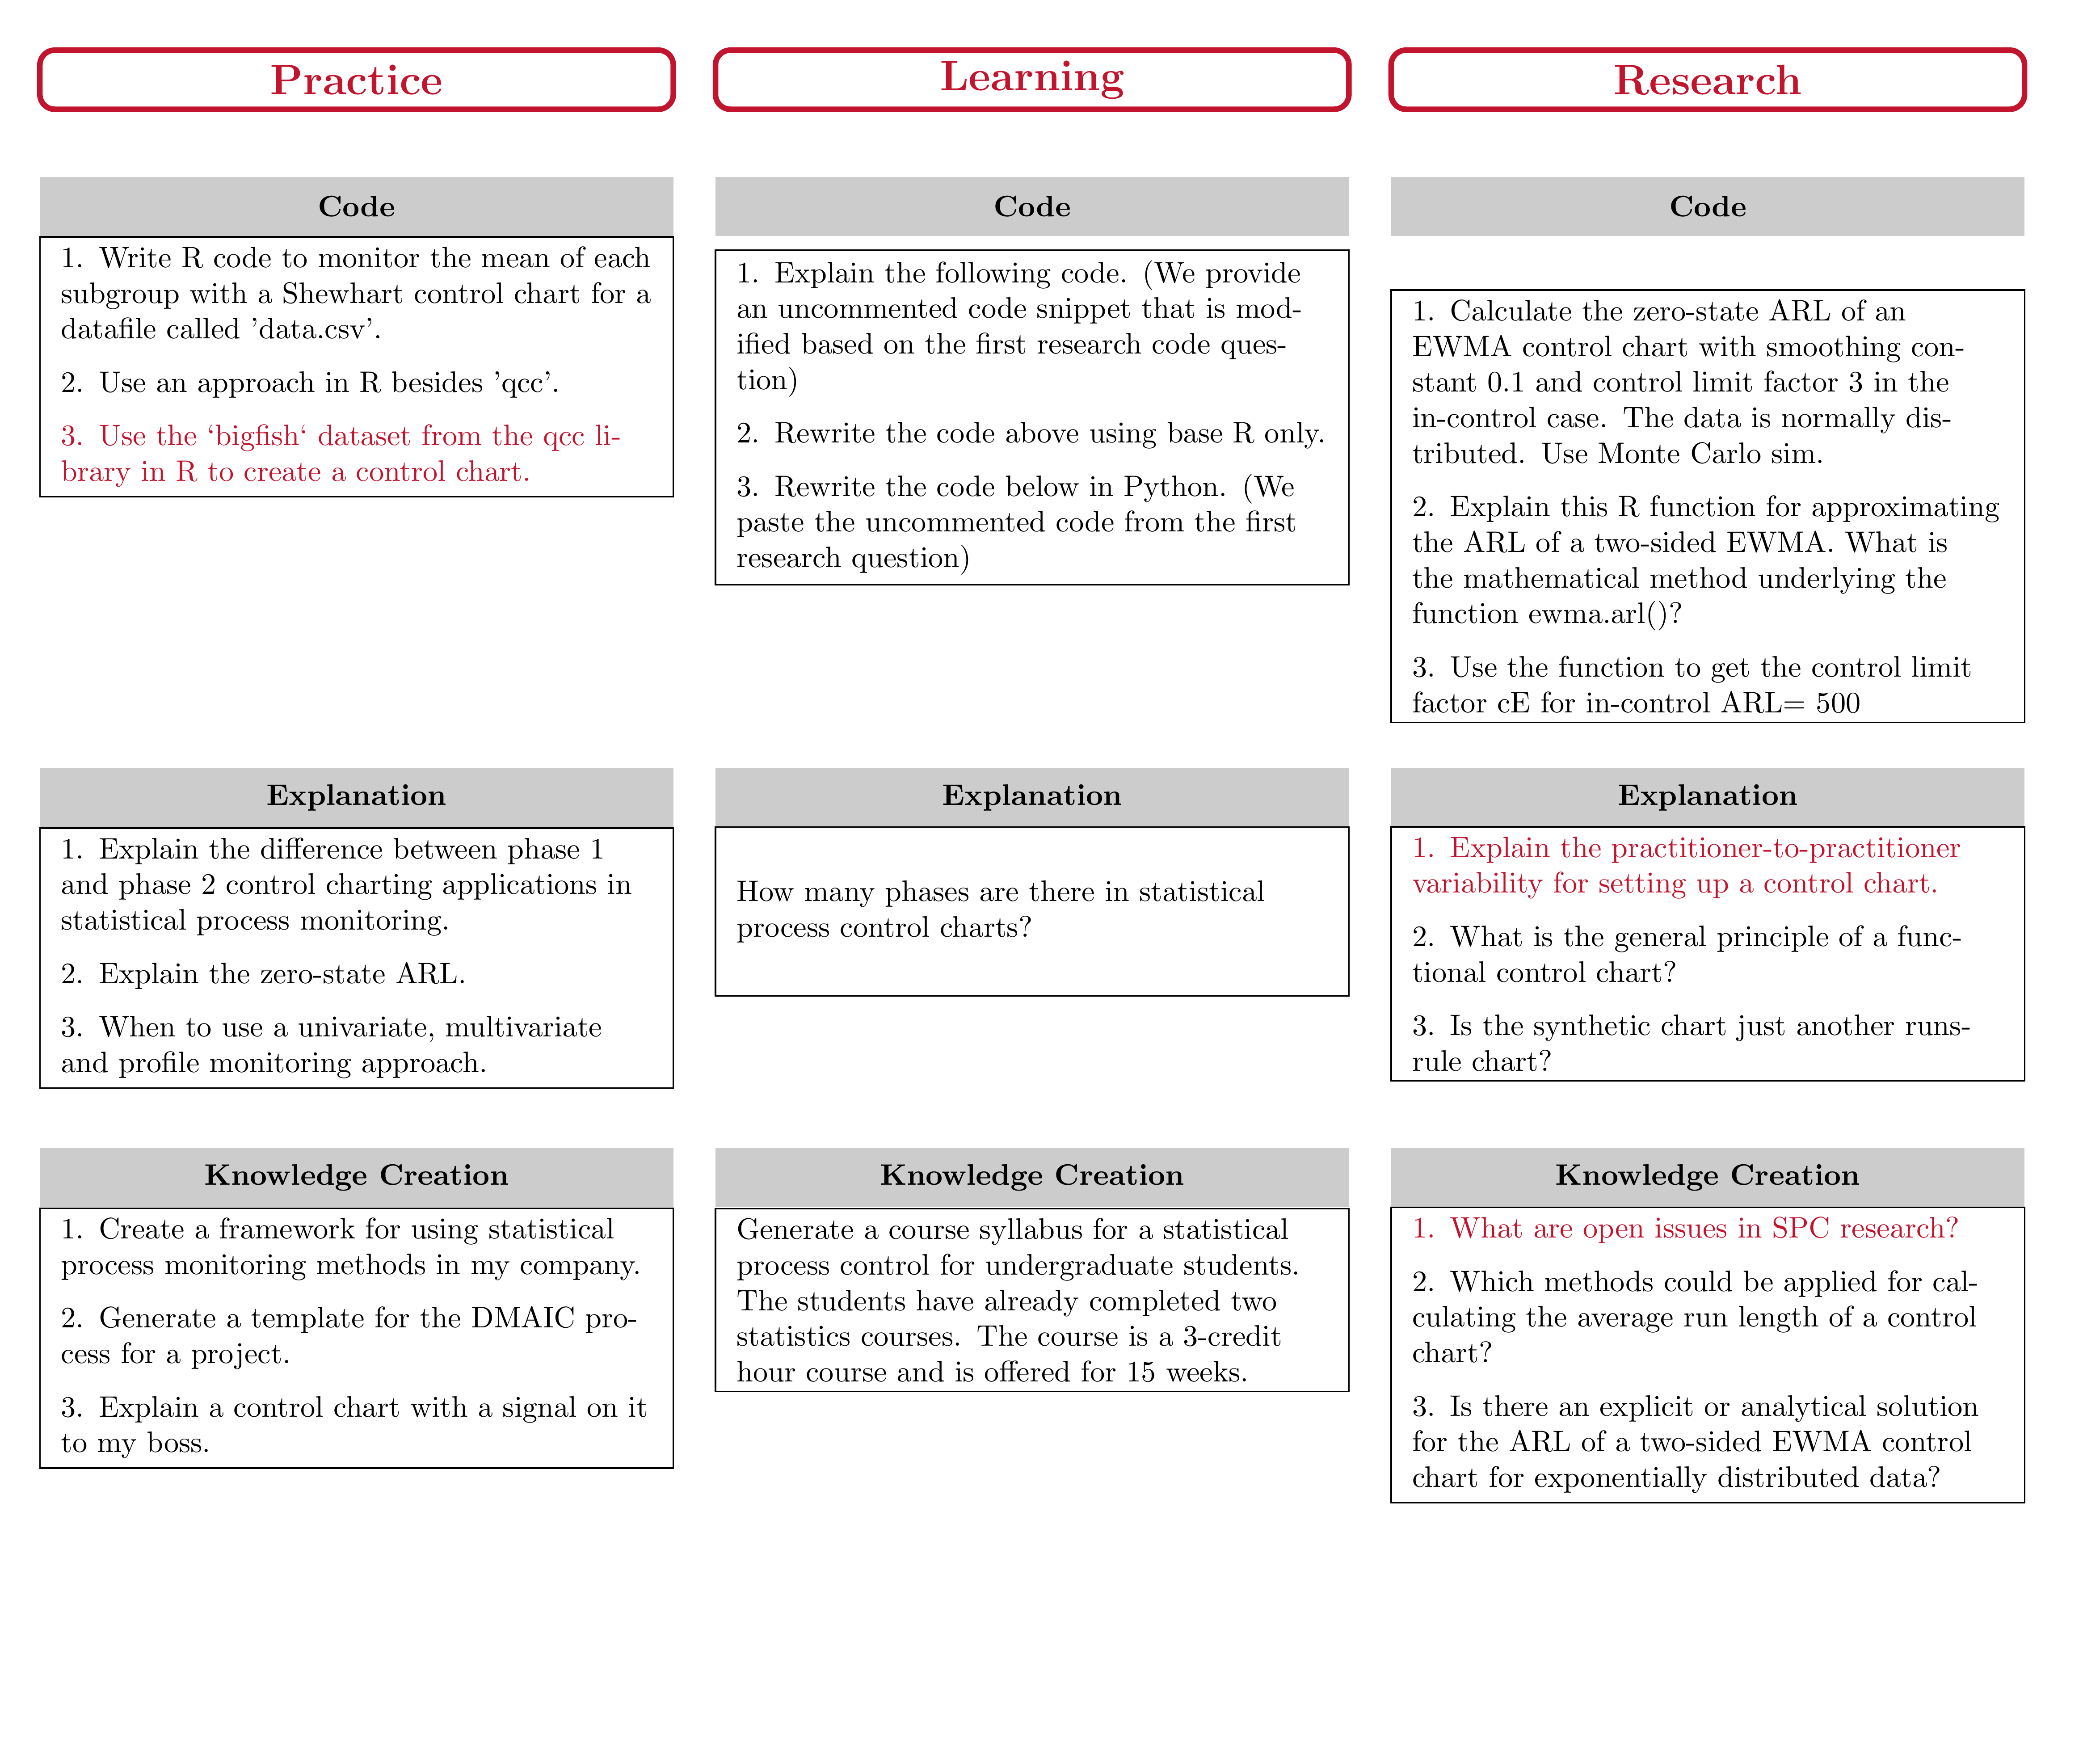 Practice
Learning
Research
Code
1. Write R code to monitor the mean of each
subgroup with a Shewhart control chart for a
datafile called 'data.csv'.
2. Use an approach in R besides 'qcc'.
3. Use the ‘bigfish‘ dataset from the qcc li-
brary in R to create a control chart.
Code
1. Explain the following code. (We provide
an uncommented code snippet that is mod-
ified based on the first research code ques-
tion)
2. Rewrite the code above using base R only.
3. Rewrite the code below in Python. (We
paste the uncommented code from the first
research question)
Code
1. Calculate the zero-state ARL of an
EWMA control chart with smoothing con-
stant 0.1 and control limit factor 3 in the
in-control case. The data is normally dis-
tributed. Use Monte Carlo sim.
2. Explain this R function for approximating
the ARL of a two-sided EWMA. What is
the mathematical method underlying the
function ewma.arl()?
3. Use the function to get the control limit
factor cE for in-control ARL= 500
Explanation
1. Explain the difference between phase 1
and phase 2 control charting applications in
statistical process monitoring.
2. Explain the zero-state ARL.
3. When to use a univariate, multivariate
and profile monitoring approach.
Explanation
How many phases are there in statistical
process control charts?
Explanation
1. Explain the practitioner-to-practitioner
variability for setting up a control chart.
2. What is the general principle of a func-
tional control chart?
3. Is the synthetic chart just another runs-
rule chart?
Knowledge Creation
1. Create a framework for using statistical
process monitoring methods in my company.
2. Generate a template for the DMAIC pro-
cess for a project.
3. Explain a control chart with a signal on it
to my boss.
Knowledge Creation
Generate a course syllabus for a statistical
process control for undergraduate students.
The students have already completed two
statistics courses. The course is a 3-credit
hour course and is offered for 15 weeks.
Knowledge Creation
1. What are open issues in SPC research?
2. Which methods could be applied for cal-
culating the average run length of a control
chart?
3. Is there an explicit or analytical solution
for the ARL of a two-sided EWMA control
chart for exponentially distributed data?